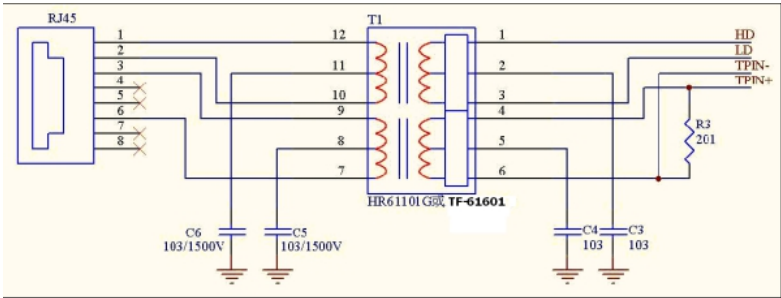 RJ45
T1
1
2
3
4
5
6
7
8
12
11
10
9
8
7
1
2
3
4
5
6
HD
LD
TPIN-
TPIN+
R3
201
HR61101G或 TF-61601
C6
103/1500V
C5
103/1500V
C4
103
C3
103